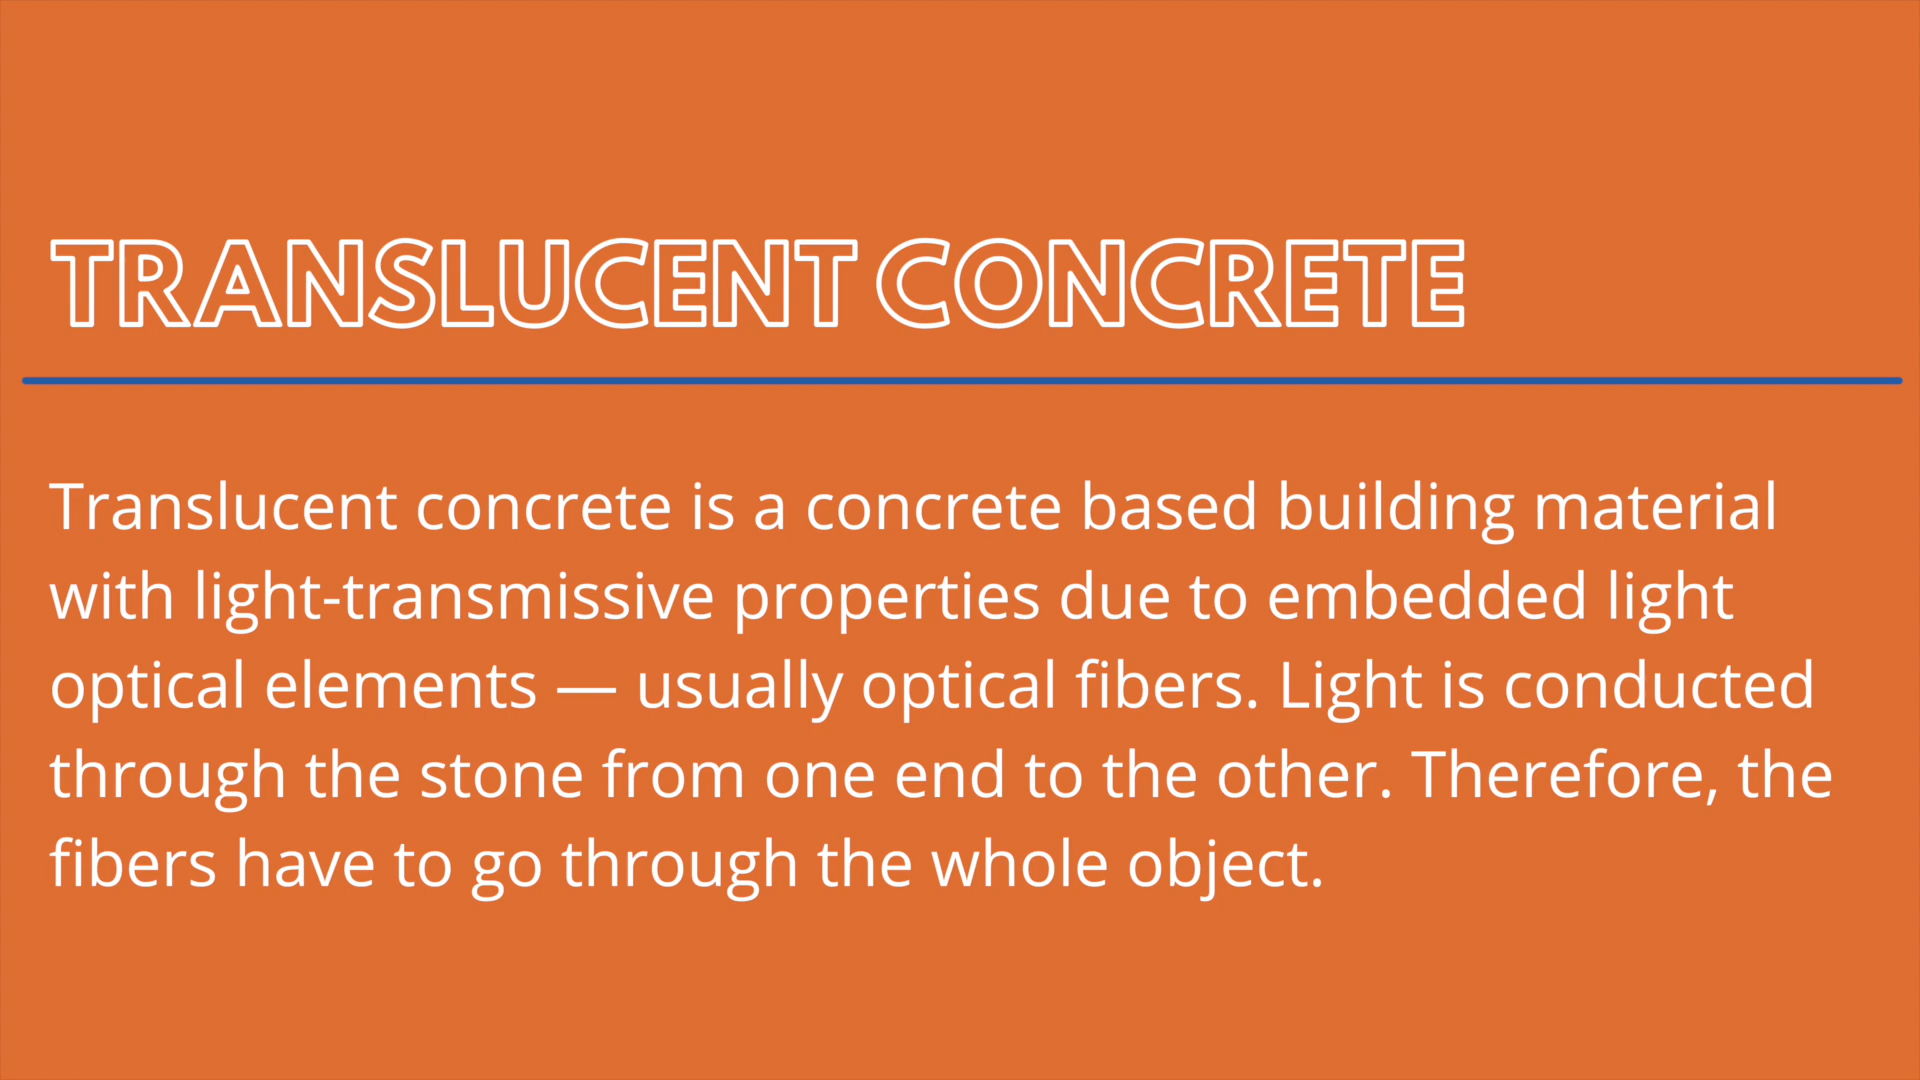 TRANSLUCENT CONCRETE
Translucent concrete is a concrete based building material
with light-transmissive properties due to embedded light
optical elements — usually optical fibers. Light is conducted
through the stone from one end to the other. Therefore, the
fibers have to go through the whole object.